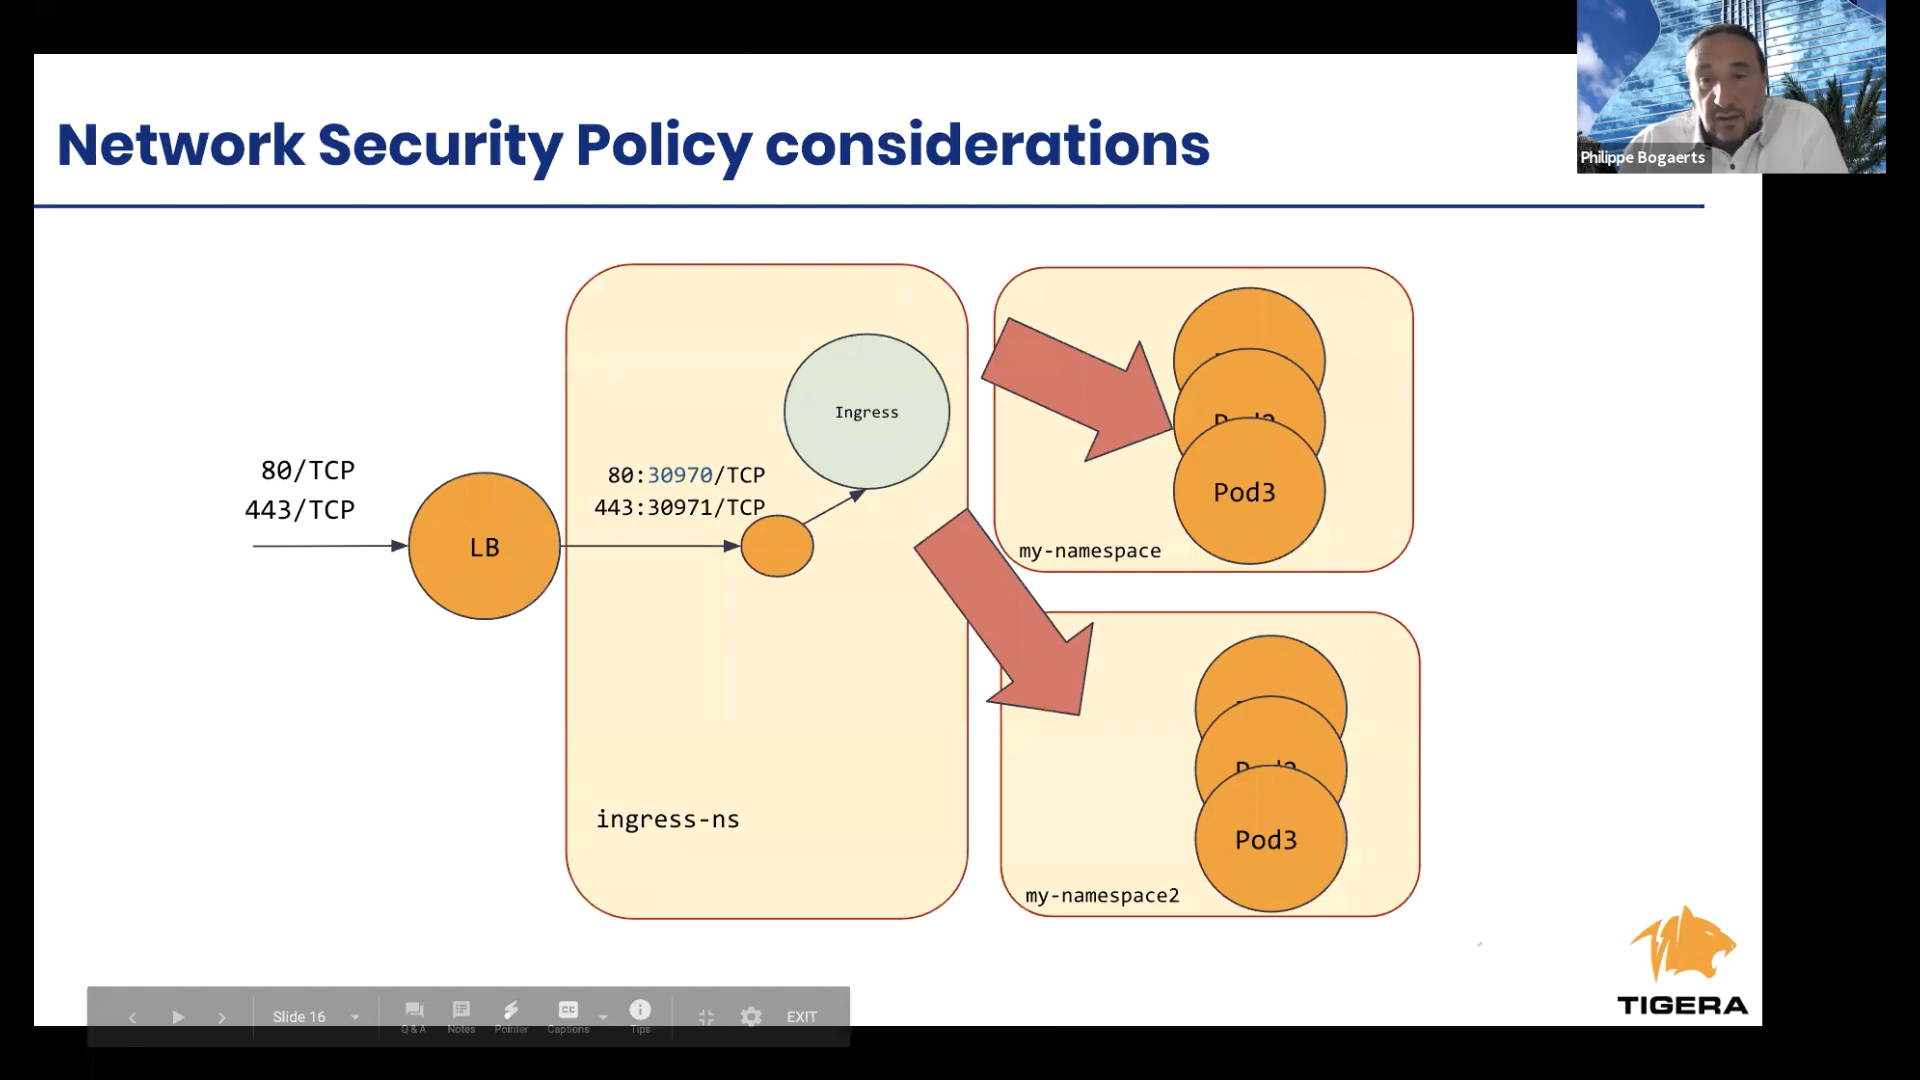 Network Security Policy considerations
Philippe Bogaerts
80/TCP
443/TCP
LB
80:30970/TCP
443:30971/TCP
Ingress
ingress-ns
Pod3
my-namespace
Pod3
my-namespace2
TIGERA
Slide 16
Q & A
Notes
Pointer
CC
Captions
Tips
EXIT